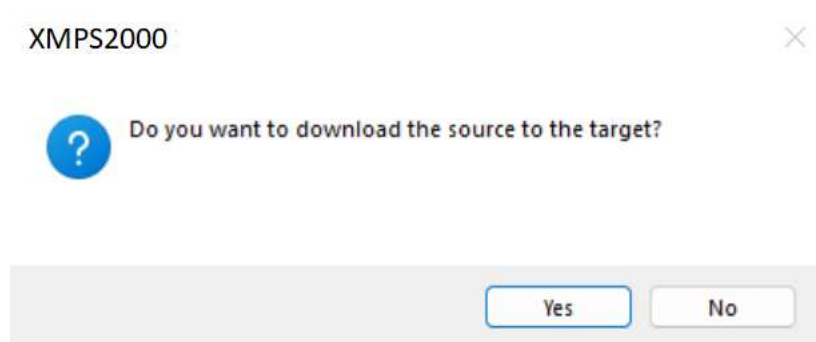 XMPS2000
Do you want to download the source to the target?
Yes
No